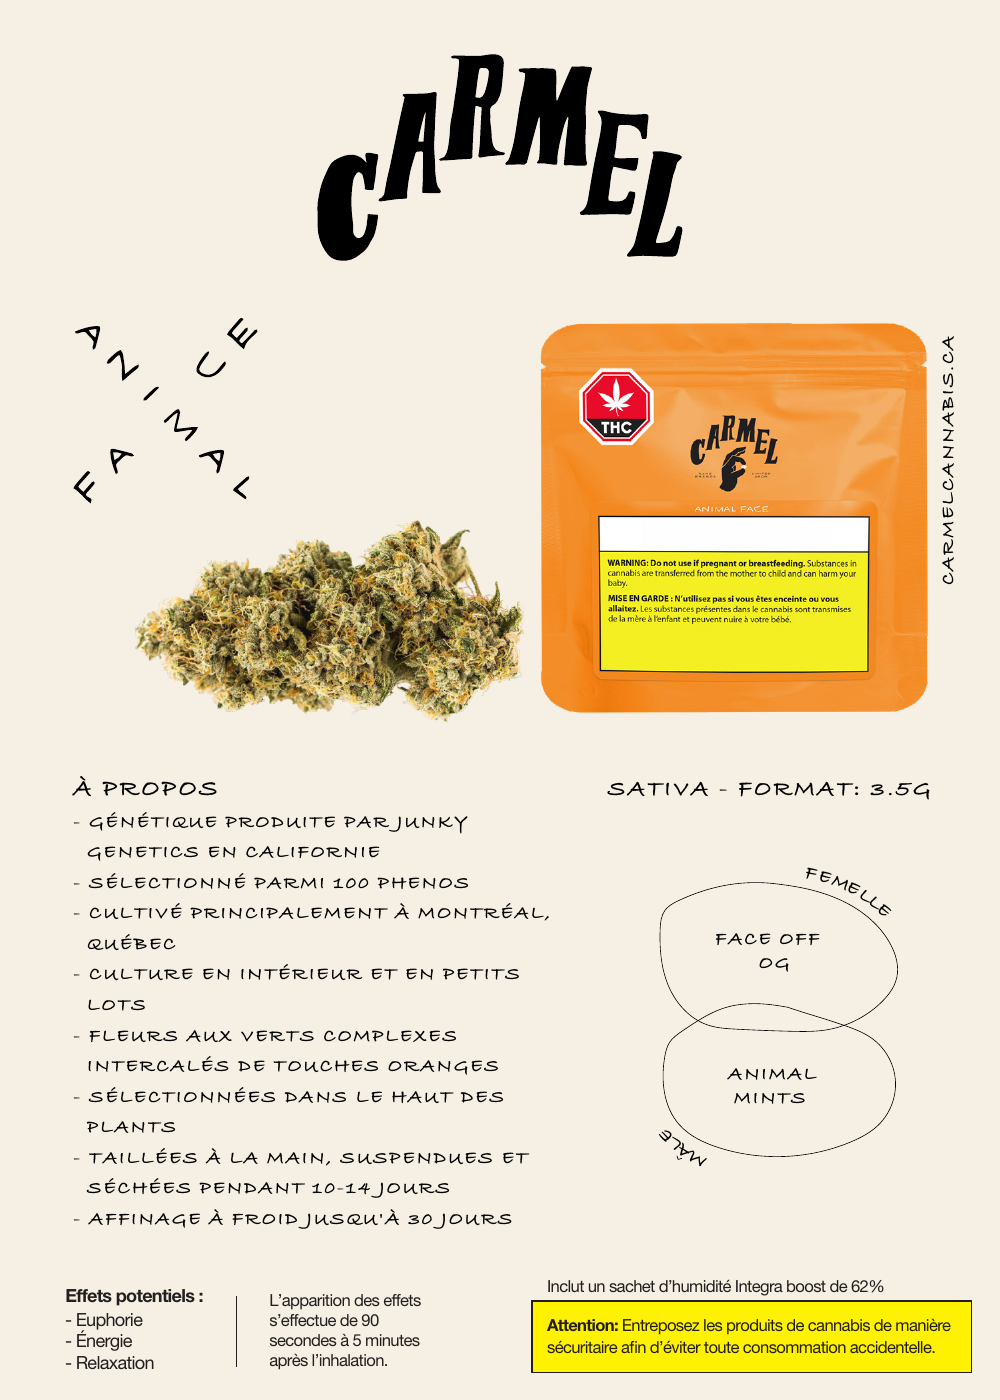 CARMEL
ANIMAL
FACE
THC
CARMEL
ANIMAL FACE
WARNING: Do not use if pregnant or breastfeeding. Substances in
cannabis are transferred from the mother to child and can harm your
baby.
MISE EN GARDE : N'utilisez pas si vous êtes enceinte ou vous
allaitez. Les substances présentes dans le cannabis sont transmises
de la mère à l'enfant et peuvent nuire à votre bébé.
CARMELCANNABIS.CA
À PROPOS
- GÉNÉTIQUE PRODUITE PAR JUNKY
GENETICS EN CALIFORNIE
- SÉLECTIONNÉ PARMI 100 PHENOS
- CULTIVÉ PRINCIPALEMENT À MONTRÉAL,
QUÉBEC
- CULTURE EN INTÉRIEUR ET EN PETITS
LOTS
- FLEURS AUX VERTS COMPLEXES
INTERCALÉS DE TOUCHES ORANGES
- SÉLECTIONNÉES DANS LE HAUT DES
PLANTS
- TAILLÉES À LA MAIN, SUSPENDUES ET
SÉCHÉES PENDANT 10-14 JOURS
- AFFINAGE À FROID JUSQU'À 30 JOURS
SATIVA - FORMAT: 3.5G
FEMELLE
FACE OFF
OG
ANIMAL
MINTS
MÂLE
Effets potentiels :
- Euphorie
- Énergie
- Relaxation
L'apparition des effets
s'effectue de 90
secondes à 5 minutes
après l'inhalation.
Inclut un sachet d'humidité Integra boost de 62%
Attention: Entreposez les produits de cannabis de manière
sécuritaire afin d'éviter toute consommation accidentelle.